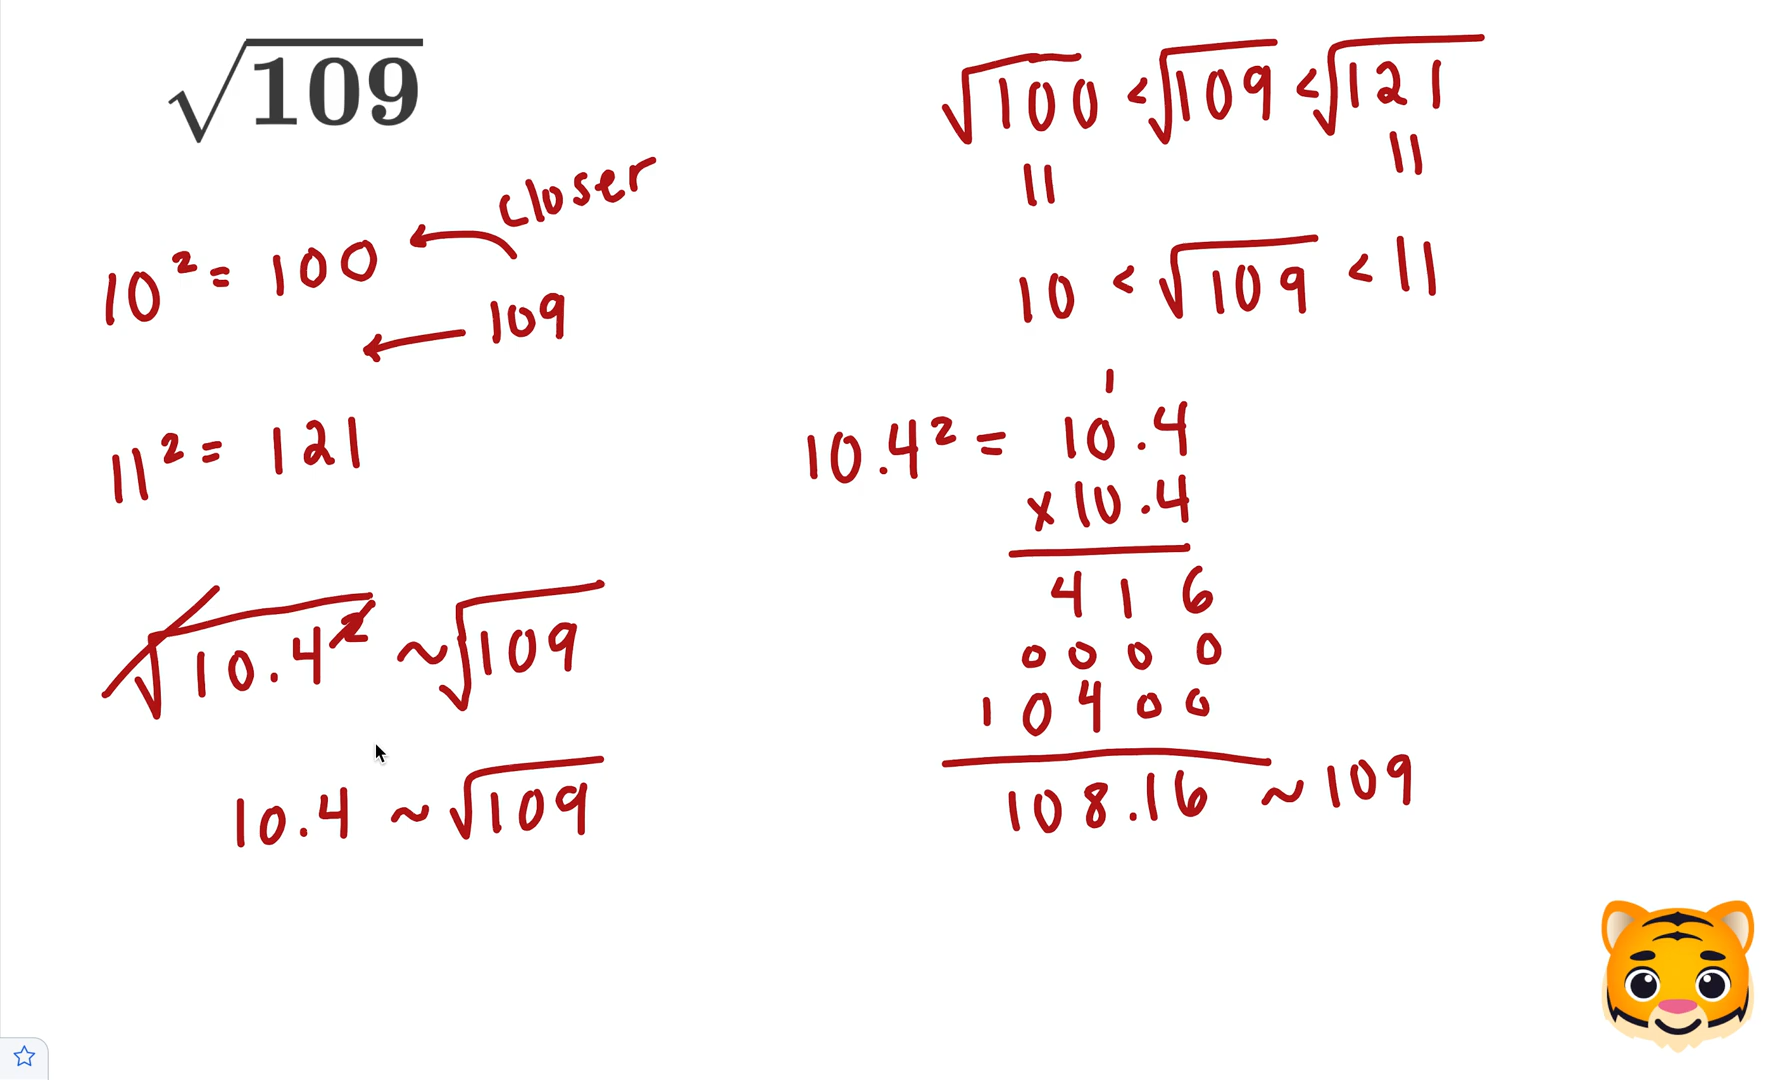 √109
closer
10² = 100
109
11² = 121
√10.4² ~ √109
10.4 ~ √109
√100 < √109 < √121
11 11
10 < √109 < 11
1
10.4² = 10.4
x 10.4
416
0000
10400
108.16 ~ 109